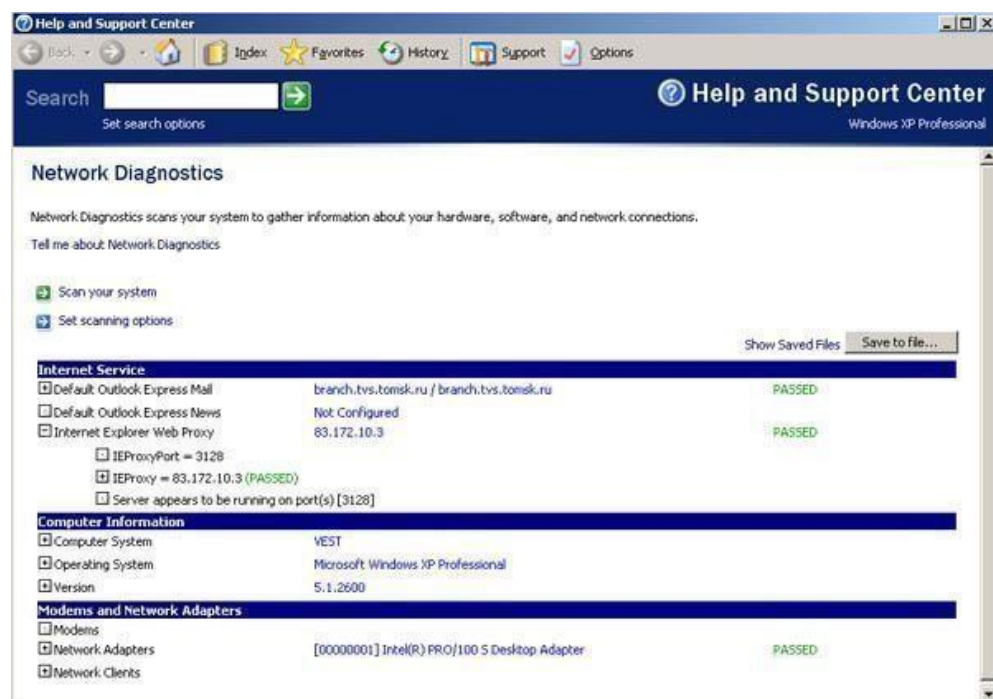 Help and Support Center
Back Index Favorites History Support Options
Search
Help and Support Center
Set search options
Windows XP Professional
Network Diagnostics
Network Diagnostics scans your system to gather information about your hardware, software, and network connections.
Tell me about Network Diagnostics
Scan your system
Set scanning options
Show Saved Files Save to file...
Internet Service
Default Outlook Express Mail branch.tvs.tomsk.ru / branch.tvs.tomsk.ru PASSED
Default Outlook Express News Not Configured
Internet Explorer Web Proxy 83.172.10.3 PASSED
IEProxyPort = 3128
IEProxy = 83.172.10.3 (PASSED)
Server appears to be running on port(s) [3128]
Computer Information
Computer System VEST
Operating System Microsoft Windows XP Professional
Version 5.1.2600
Modems and Network Adapters
Modems
Network Adapters [00000001] Intel(R) PRO/100 S Desktop Adapter PASSED
Network Clients